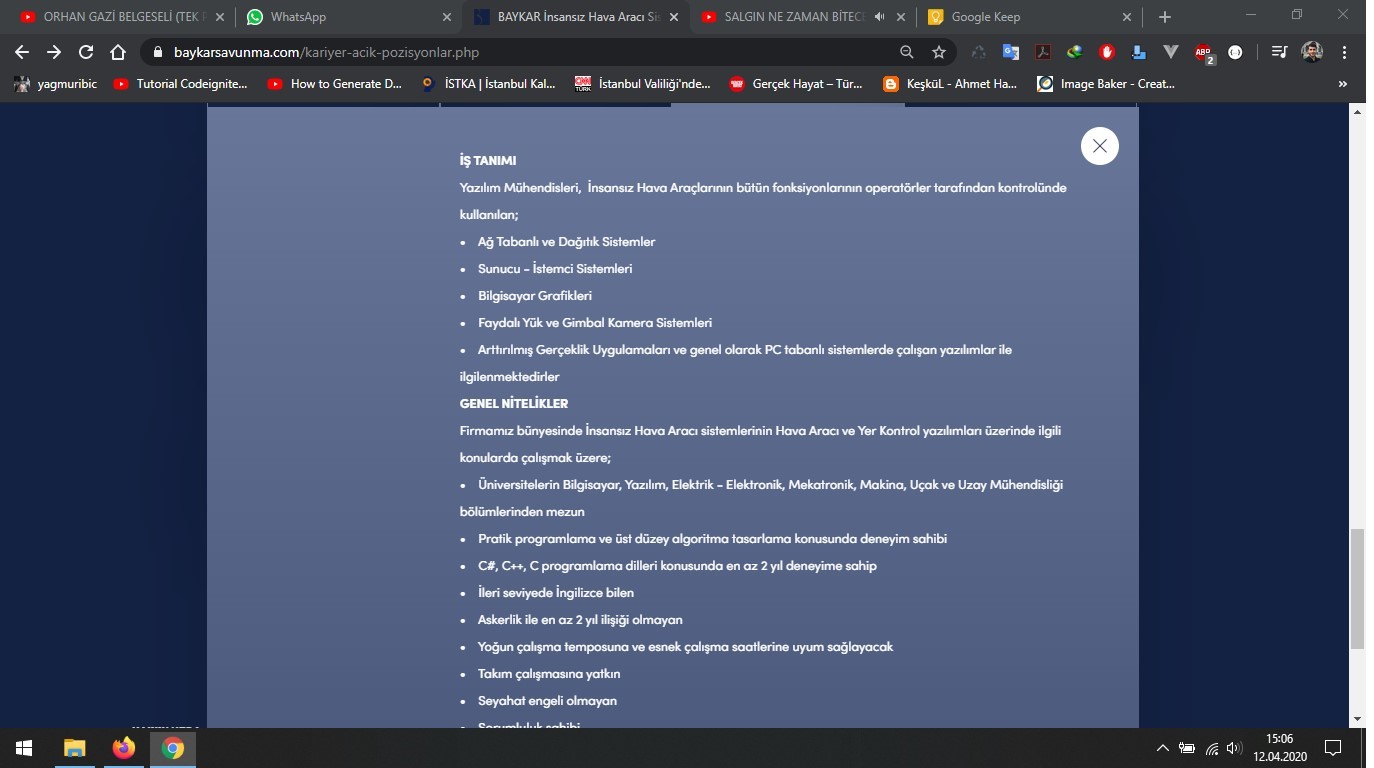 ORHAN GAZİ BELGESELİ (TEK
WhatsApp
BAYKAR İnsansız Hava Aracı Sis
SALGIN NE ZAMAN BİTECE
Google Keep
baykarsavunma.com/kariyer-acik-pozisyonlar.php
ABP
2
yagmuribic
Tutorial Codeignite...
How to Generate D...
İSTKA | İstanbul Kal...
CNN
TÜRK
İstanbul Valiliği'nde...
Gerçek Hayat – Tür...
KeşküL - Ahmet Ha...
Image Baker - Creat...
»
İŞ TANIMI
Yazılım Mühendisleri, İnsansız Hava Araçlarının bütün fonksiyonlarının operatörler tarafından kontrolünde
kullanılan;
• Ağ Tabanlı ve Dağıtık Sistemler
• Sunucu - İstemci Sistemleri
• Bilgisayar Grafikleri
• Faydalı Yük ve Gimbal Kamera Sistemleri
• Arttırılmış Gerçeklik Uygulamaları ve genel olarak PC tabanlı sistemlerde çalışan yazılımlar ile
ilgilenmektedirler
GENEL NİTELİKLER
Firmamız bünyesinde İnsansız Hava Aracı sistemlerinin Hava Aracı ve Yer Kontrol yazılımları üzerinde ilgili
konularda çalışmak üzere;
• Üniversitelerin Bilgisayar, Yazılım, Elektrik - Elektronik, Mekatronik, Makina, Uçak ve Uzay Mühendisliği
bölümlerinden mezun
• Pratik programlama ve üst düzey algoritma tasarlama konusunda deneyim sahibi
• C#, C++, C programlama dilleri konusunda en az 2 yıl deneyime sahip
• İleri seviyede İngilizce bilen
• Askerlik ile en az 2 yıl ilişiği olmayan
• Yoğun çalışma temposuna ve esnek çalışma saatlerine uyum sağlayacak
• Takım çalışmasına yatkın
• Seyahat engeli olmayan
• Sorumluluk sahibi
15:06
12.04.2020